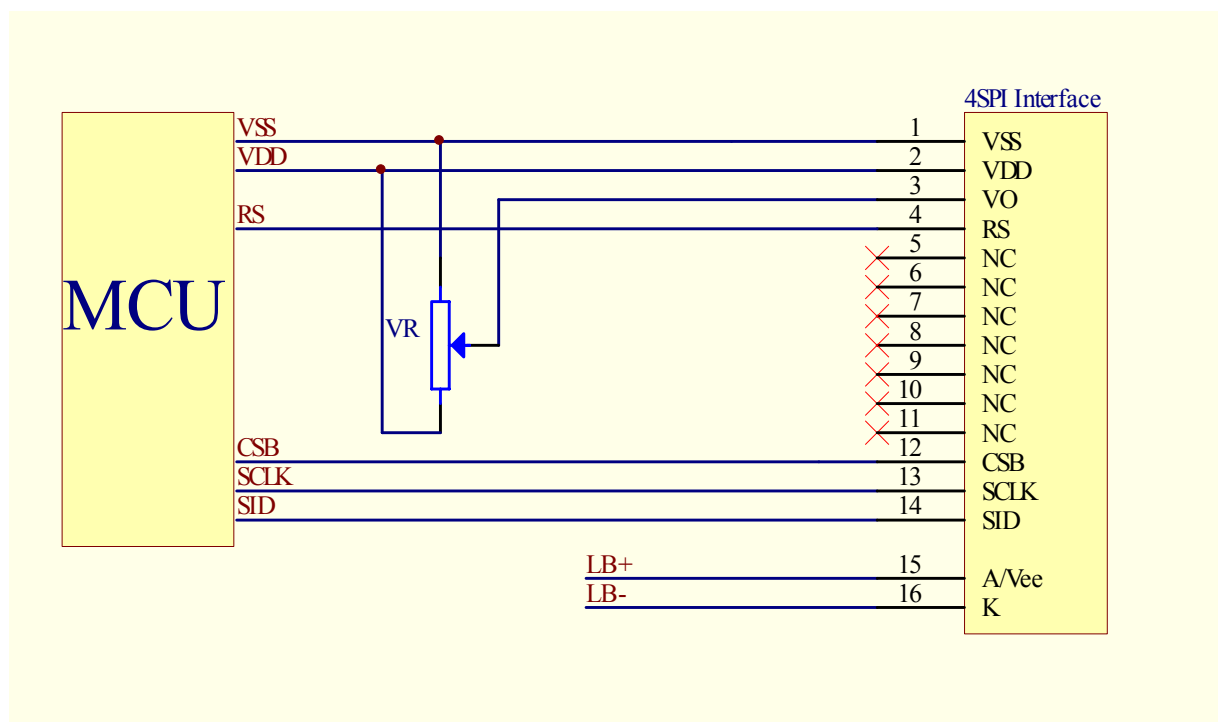 4SPI Interface
VSS 1 VSS
VDD 2 VDD
3 VO
RS 4 RS
5 NC
6 NC
MCU
7 NC
VR 8 NC
9 NC
10 NC
11 NC
CSB 12 CSB
SCLK 13 SCLK
SID 14 SID
LB+ 15 A/Vee
LB- 16 K